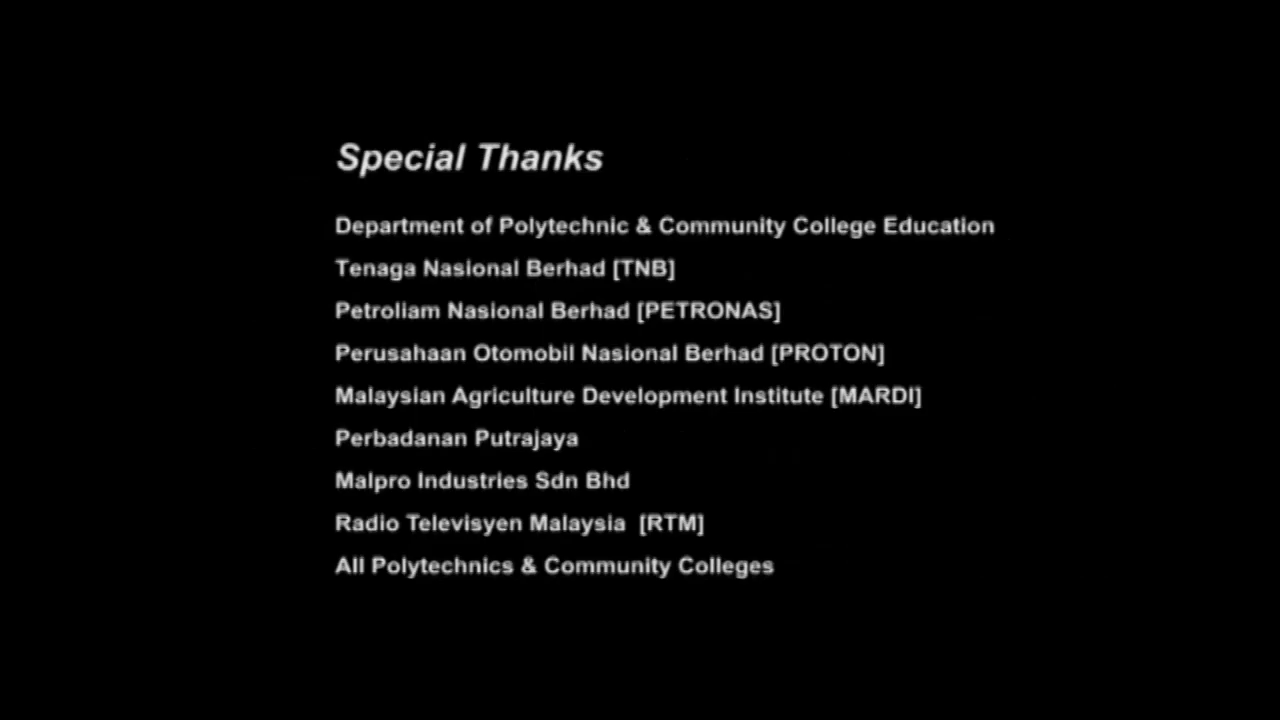 Special Thanks
Department of Polytechnic & Community College Education
Tenaga Nasional Berhad [TNB]
Petroliam Nasional Berhad [PETRONAS]
Perusahaan Otomobil Nasional Berhad [PROTON]
Malaysian Agriculture Development Institute [MARDI]
Perbadanan Putrajaya
Malpro Industries Sdn Bhd
Radio Televisyen Malaysia [RTM]
All Polytechnics & Community Colleges